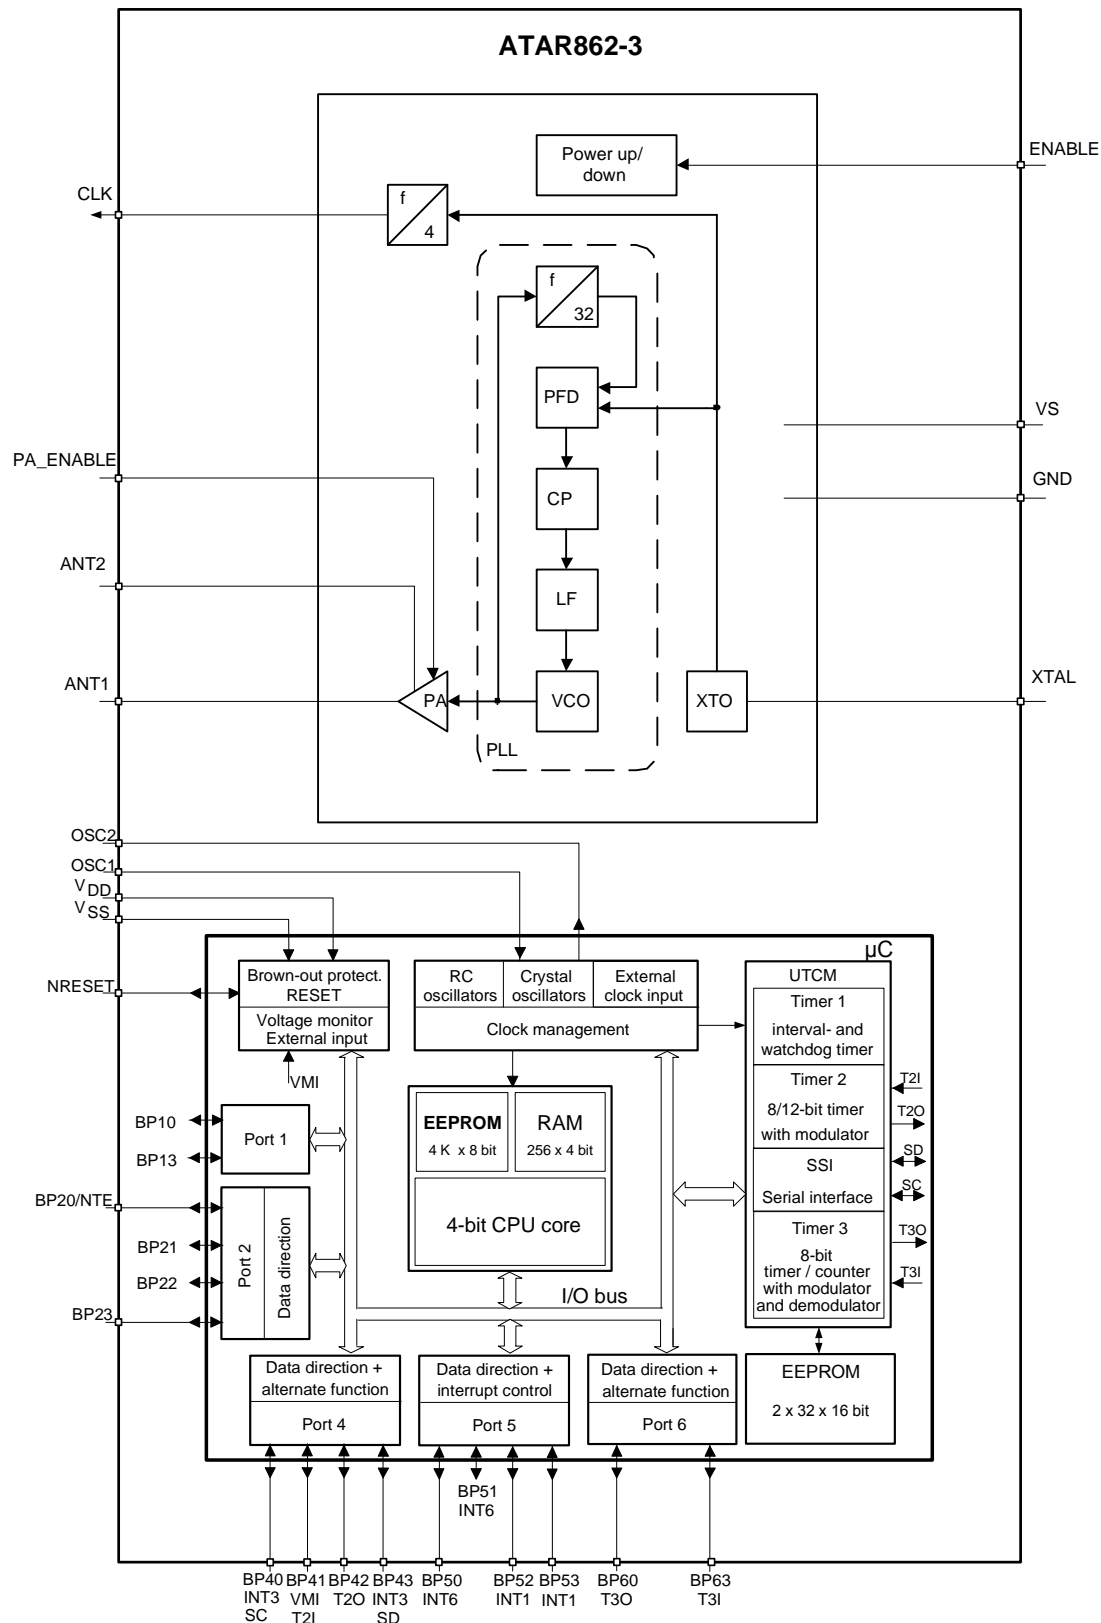 ATAR862-3
Power up/
down
ENABLE
CLK
f
4
f
32
PFD
VS
PA_ENABLE
CP
GND
ANT2
LF
ANT1
PA
VCO
XTO
XTAL
PLL
OSC2
OSC1
VDD
VSS
µC
NRESET
Brown-out protect.
RESET
Voltage monitor
External input
VMI
RC
oscillators
Crystal
oscillators
External
clock input
Clock management
UTCM
Timer 1
interval- and
watchdog timer
Timer 2
8/12-bit timer
with modulator
SSI
Serial interface
Timer 3
8-bit
timer / counter
with modulator
and demodulator
T2I
T2O
SD
SC
T3O
T3I
EEPROM
4 K x 8 bit
RAM
256 x 4 bit
4-bit CPU core
BP10
BP13
Port 1
BP20/NTE
BP21
BP22
BP23
Port 2
Data direction
I/O bus
Data direction +
alternate function
Port 4
Data direction +
interrupt control
Port 5
Data direction +
alternate function
Port 6
EEPROM
2 x 32 x 16 bit
BP51
INT6
BP40
INT3
SC
BP41
VMI
T2I
BP42
T2O
BP43
INT3
SD
BP50
INT6
BP52
INT1
BP53
INT1
BP60
T3O
BP63
T3I